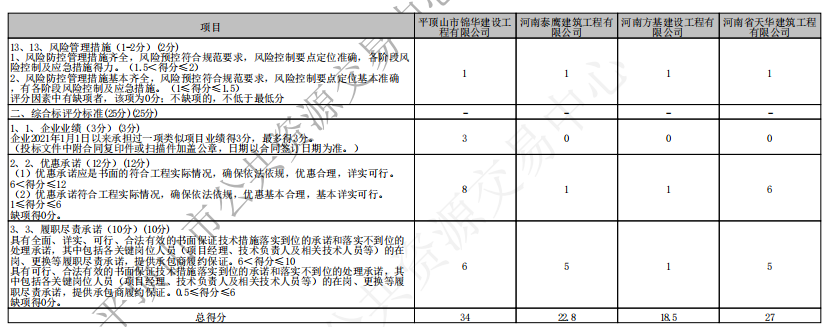 项目 平顶山市锦华建设工程有限公司 河南泰鹰建筑工程有限公司 河南方基建设工程有限公司 河南省天华建筑工程有限公司
13、13、风险管理措施（1-2分）(2分)
1、风险防控管理措施齐全，风险预控符合规范要求，风险控制要点定位准确，各阶段风
险控制及应急措施得力。（1.5<得分≤2）
2、风险防控管理措施基本齐全，风险预控符合规范要求，风险控制要点定位基本准确
，有各阶段风险控制及应急措施。（1≤得分≤1.5）
评分因素中有缺项者，该项为0分；不缺项的，不低于最低分
1 1 1 1
二、综合标评分标准(25分)(25分) - - - -
1、1、企业业绩（3分）(3分)
企业2021年1月1日以来承担过一项类似项目业绩得3分，最多得3分。
（投标文件中附合同复印件或扫描件加盖公章，日期以合同签订日期为准。）
3 0 0 0
2、2、优惠承诺（12分）(12分)
（1）优惠承诺应是书面的符合工程实际情况，确保依法依规，优惠合理，详实可行。
6<得分≤12
（2）优惠承诺符合工程实际情况，确保依法依规，优惠基本合理，基本详实可行。
1≤得分≤6
缺项得0分。
8 1 1 6
3、3、履职尽责承诺（10分）(10分)
具有全面、详实、可行、合法有效的书面保证技术措施落实到位的承诺和落实不到位的
处理承诺，其中包括各关键岗位人员（项目经理、技术负责人及相关技术人员等）的在
岗、更换等履职尽责承诺，提供承包商履约保证。6<得分≤10
具有可行、合法有效的书面保证技术措施落实到位的承诺和落实不到位的处理承诺，其
中包括各关键岗位人员（项目经理、技术负责人及相关技术人员等）的在岗、更换等履
职尽责承诺，提供承包商履约保证。0.5≤得分≤6
缺项得0分。
6 5 1 5
总得分 34 22.8 18.5 27